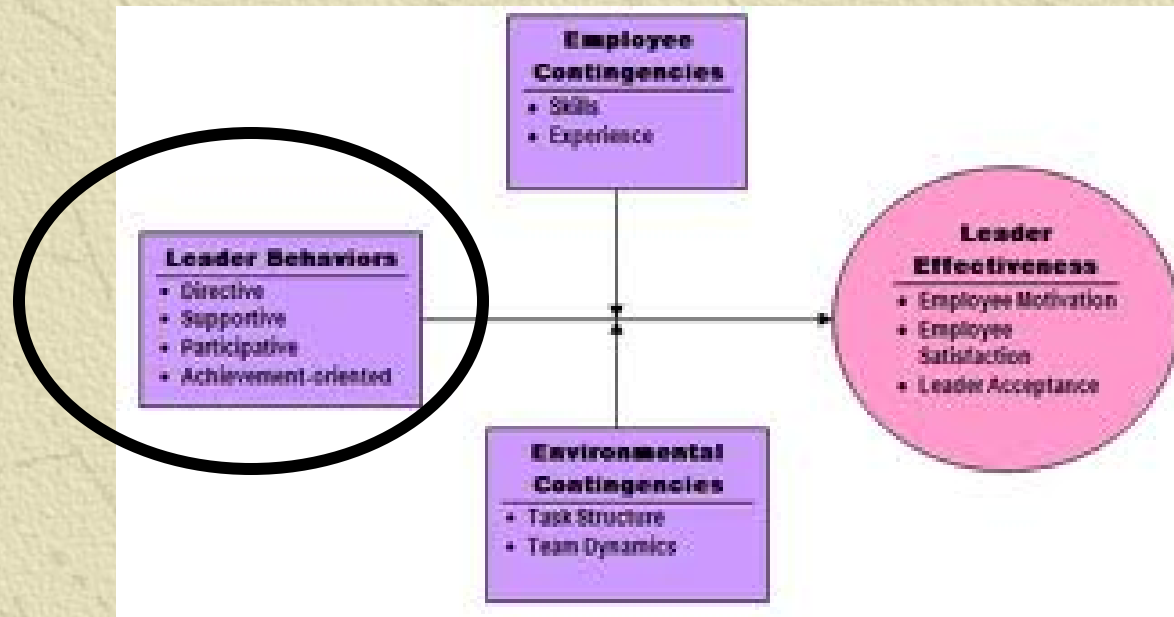 Employee
Contingencies
• Skills
• Experience
Leader Behaviors
• Directive
• Supportive
• Participative
• Achievement-oriented
Leader
Effectiveness
• Employee Motivation
• Employee
Satisfaction
• Leader Acceptance
Environmental
Contingencies
• Task Structure
• Team Dynamics